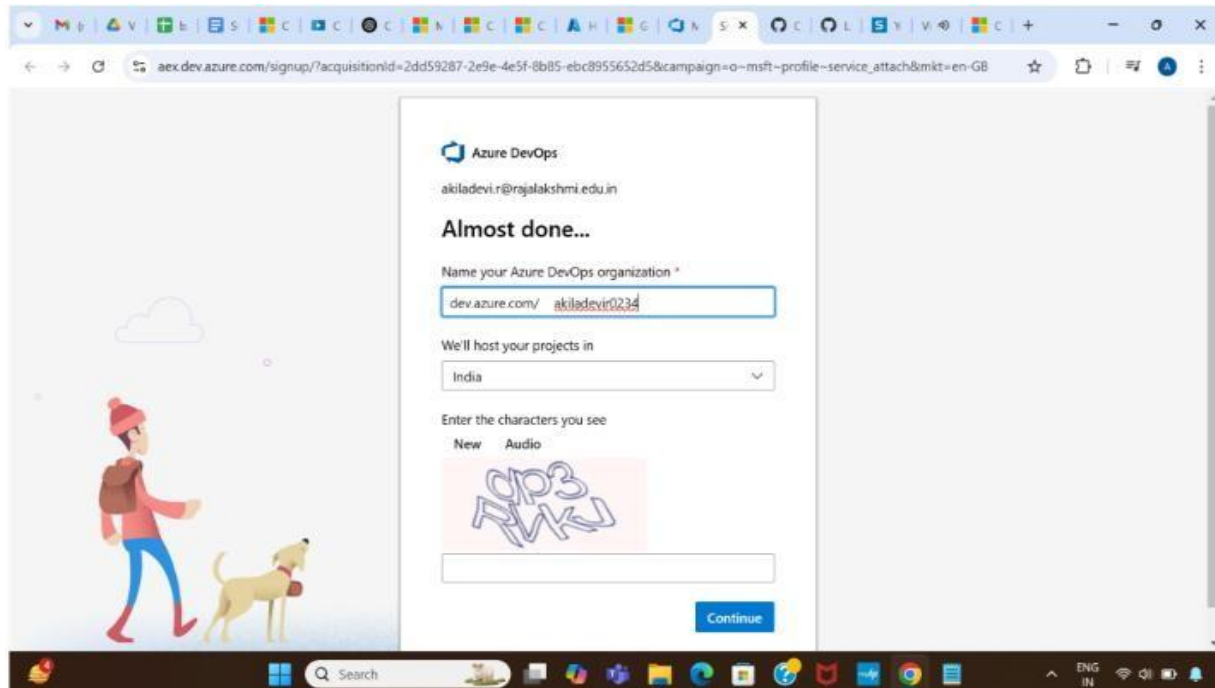 aex.dev.azure.com/signup/?acquisitionId=2dd59287-2e9e-4e5f-8b85-ebc8955652d5&campaign=o~msft~profile~service_attach&mkt=en-GB
Azure DevOps
akiladevi.r@rajalakshmi.edu.in
Almost done...
Name your Azure DevOps organization *
dev.azure.com/ akiladevir0234
We'll host your projects in
India
Enter the characters you see
New Audio
Continue
Search
ENG
IN